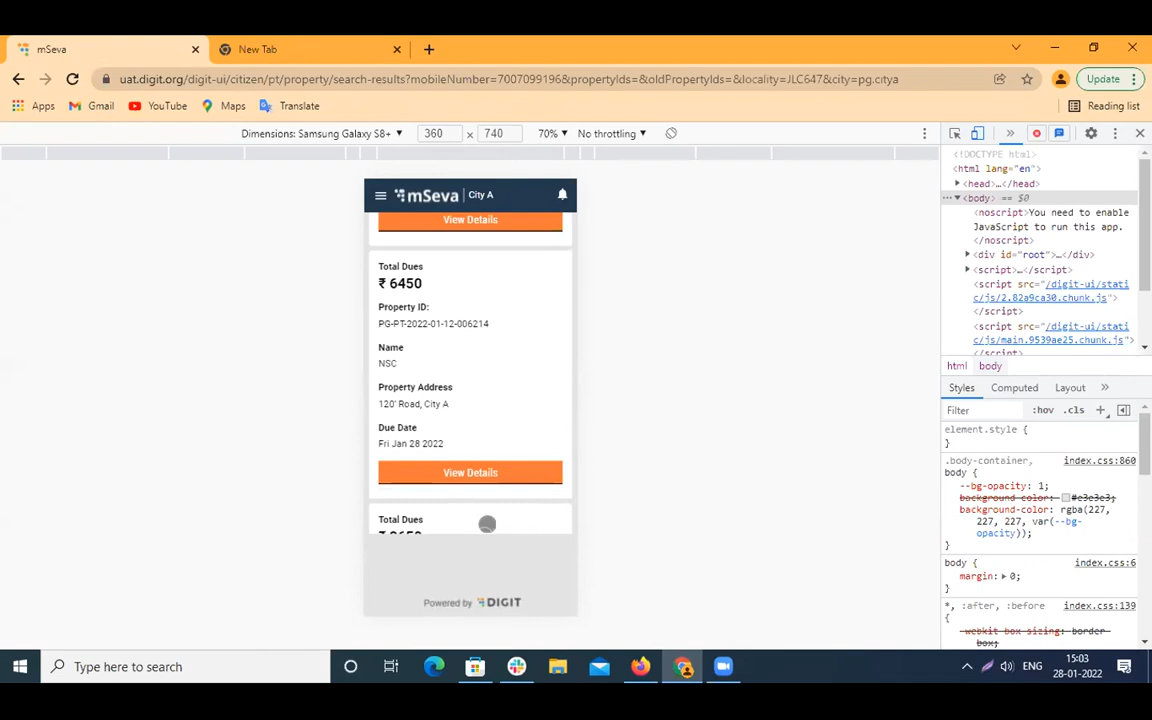 mSeva
New Tab
uat.digit.org/digit-ui/citizen/pt/property/search-results?mobileNumber=7007099196&propertyIds=&oldPropertyIds=&locality=JLC647&city=pg.citya
Update
Apps
Gmail
YouTube
Maps
Translate
Reading list
Dimensions: Samsung Galaxy S8+
360 x 740
70%
No throttling
mSeva | City A
View Details
Total Dues
₹ 6450
Property ID:
PG-PT-2022-01-12-006214
Name
NSC
Property Address
120' Road, City A
Due Date
Fri Jan 28 2022
View Details
Total Dues
Powered by DIGIT
<!DOCTYPE html>
<html lang="en">
<head>…</head>
<body> == $0
<noscript>You need to enable
JavaScript to run this app.
</noscript>
<div id="root">…</div>
<script>…</script>
<script src="/digit-ui/stati
c/js/2.82a9ca30.chunk.js">
</script>
<script src="/digit-ui/stati
c/js/main.9539ae25.chunk.js">
</script>
html body
Styles Computed Layout
Filter
:hov .cls
element.style {
}
.body-container, index.css:860
body {
--bg-opacity: 1;
background-color: #e3e3e3;
background-color: rgba(227,
227, 227, var(--bg-
opacity));
}
body { index.css:6
margin: 0;
}
*, :after, :before index.css:139
{
-webkit-box-sizing: border-
box;
Type here to search
ENG
15:03
28-01-2022